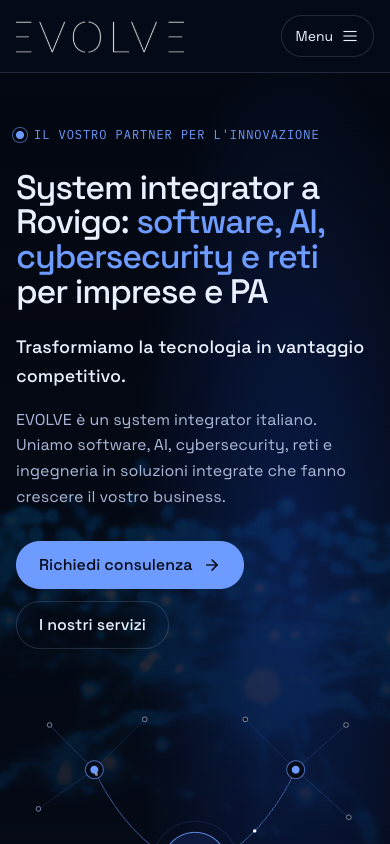 EVOLVE
Menu
IL VOSTRO PARTNER PER L'INNOVAZIONE
System integrator a
Rovigo: software, AI,
cybersecurity e reti
per imprese e PA
Trasformiamo la tecnologia in vantaggio
competitivo.
EVOLVE è un system integrator italiano.
Uniamo software, AI, cybersecurity, reti e
ingegneria in soluzioni integrate che fanno
crescere il vostro business.
Richiedi consulenza
I nostri servizi